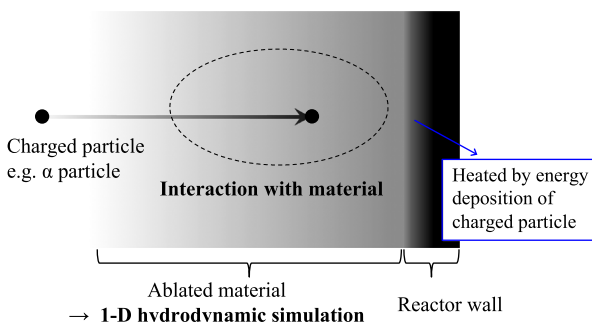 Charged particle
e.g. α particle
Interaction with material
Heated by energy
deposition of
charged particle
Ablated material
→ 1-D hydrodynamic simulation
Reactor wall